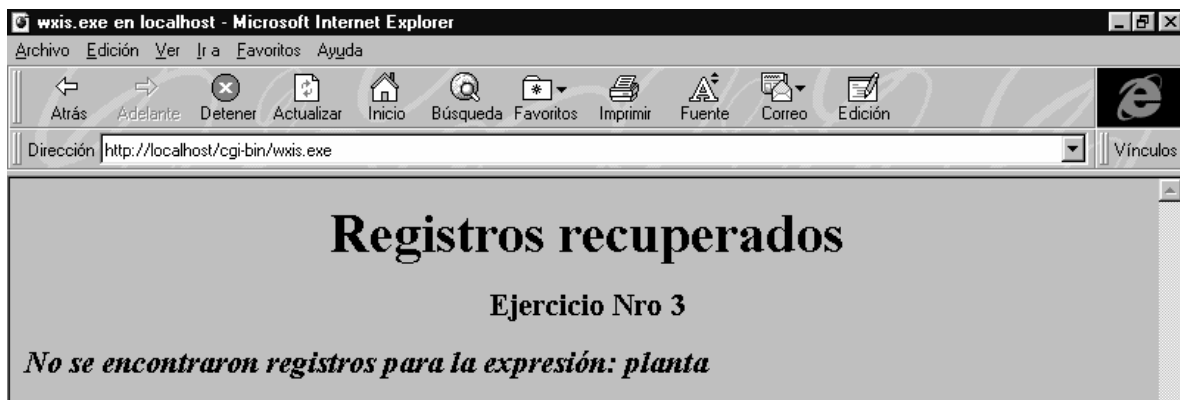 wxis.exe en localhost - Microsoft Internet Explorer
Archivo Edición Ver Ir a Favoritos Ayuda
Atrás Adelante Detener Actualizar Inicio Búsqueda Favoritos Imprimir Fuente Correo Edición
Dirección http://localhost/cgi-bin/wxis.exe Vínculos
Registros recuperados
Ejercicio Nro 3
No se encontraron registros para la expresión: planta